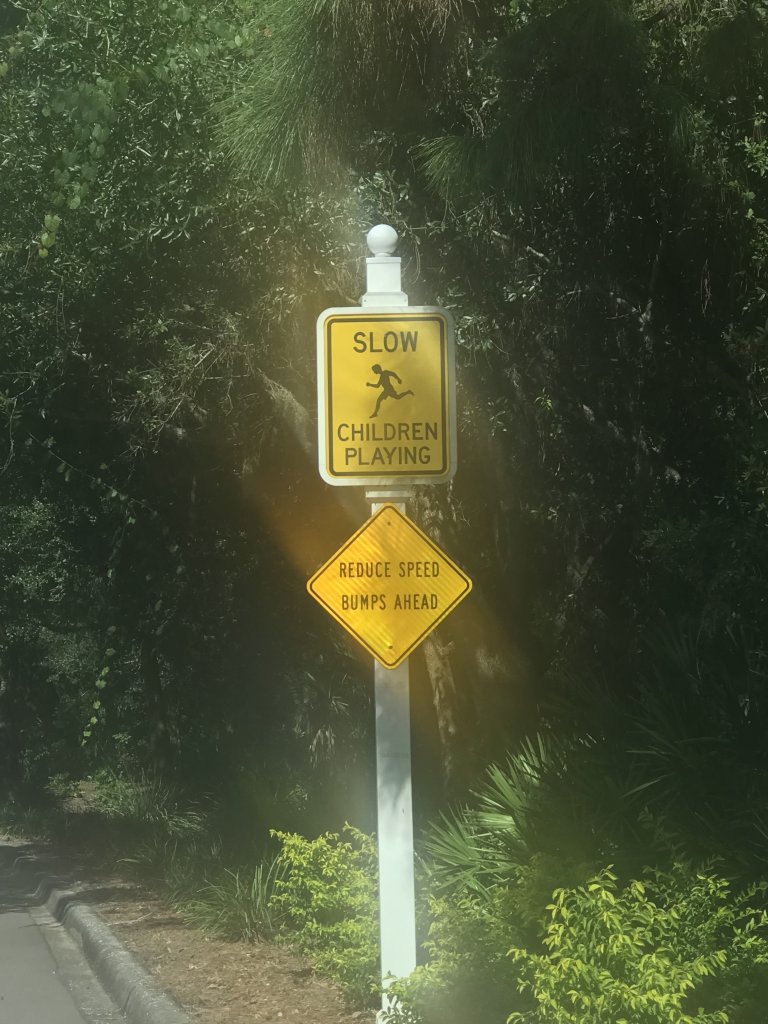 SLOW
CHILDREN
PLAYING
REDUCE SPEED
BUMPS AHEAD